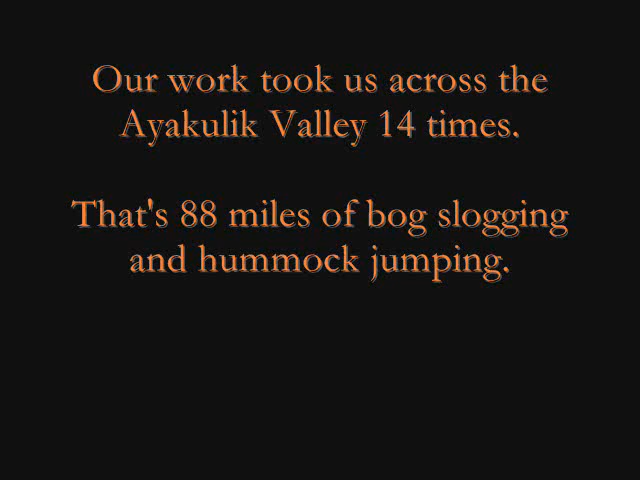 Our work took us across the
Ayakulik Valley 14 times.
That's 88 miles of bog slogging
and hummock jumping.